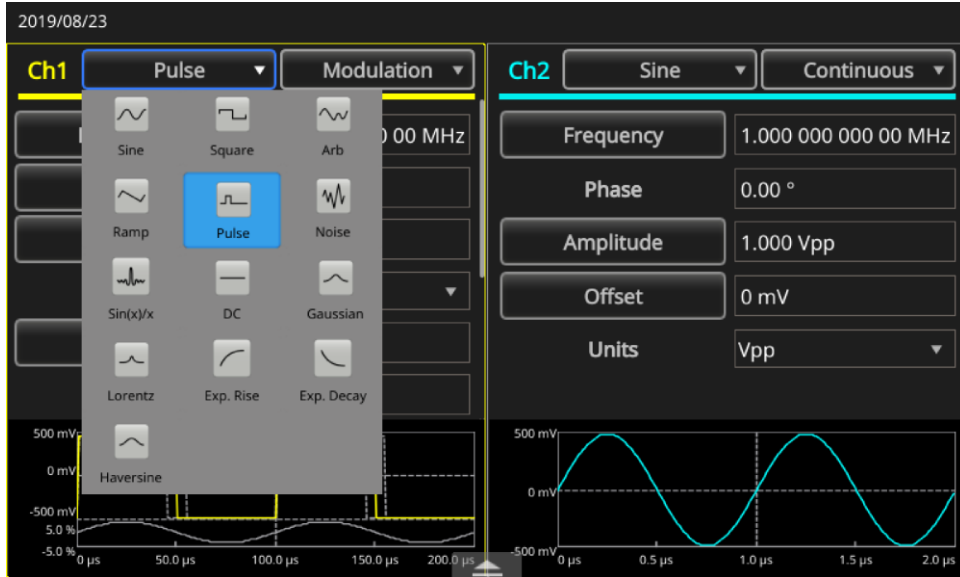 2019/08/23
Ch1 Pulse Modulation
Sine Square Arb
Ramp Pulse Noise
Sin(x)/x DC Gaussian
Lorentz Exp. Rise Exp. Decay
Haversine
0 00 MHz
500 mV
0 mV
-500 mV
5.0 %
-5.0 %
0 µs 50.0 µs 100.0 µs 150.0 µs 200.0 µs
Ch2 Sine Continuous
Frequency 1.000 000 000 00 MHz
Phase 0.00 °
Amplitude 1.000 Vpp
Offset 0 mV
Units Vpp
500 mV
0 mV
-500 mV
0 µs 0.5 µs 1.0 µs 1.5 µs 2.0 µs